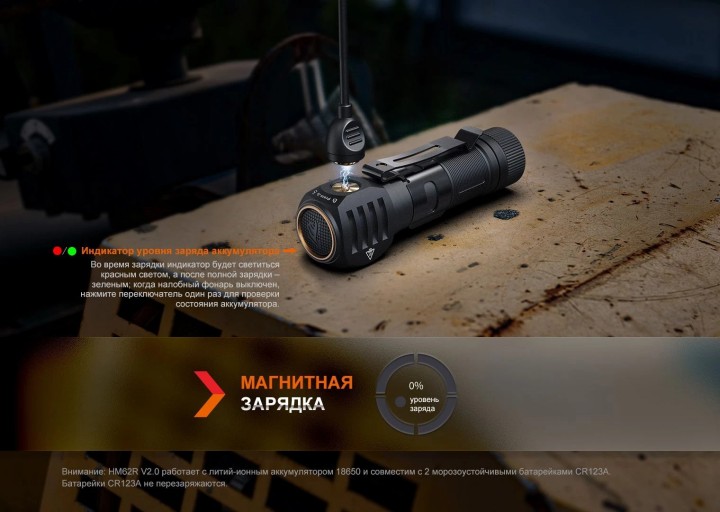 Индикатор уровня заряда аккумулятора
Во время зарядки индикатор будет светиться
красным светом, а после полной зарядки –
зеленым; когда налобный фонарь выключен,
нажмите переключатель один раз для проверки
состояния аккумулятора.
МАГНИТНАЯ
ЗАРЯДКА
0%
уровень
заряда
Внимание: HM62R V2.0 работает с литий-ионным аккумулятором 18650 и совместим с 2 морозоустойчивыми батарейками CR123A.
Батарейки CR123A не перезаряжаются.